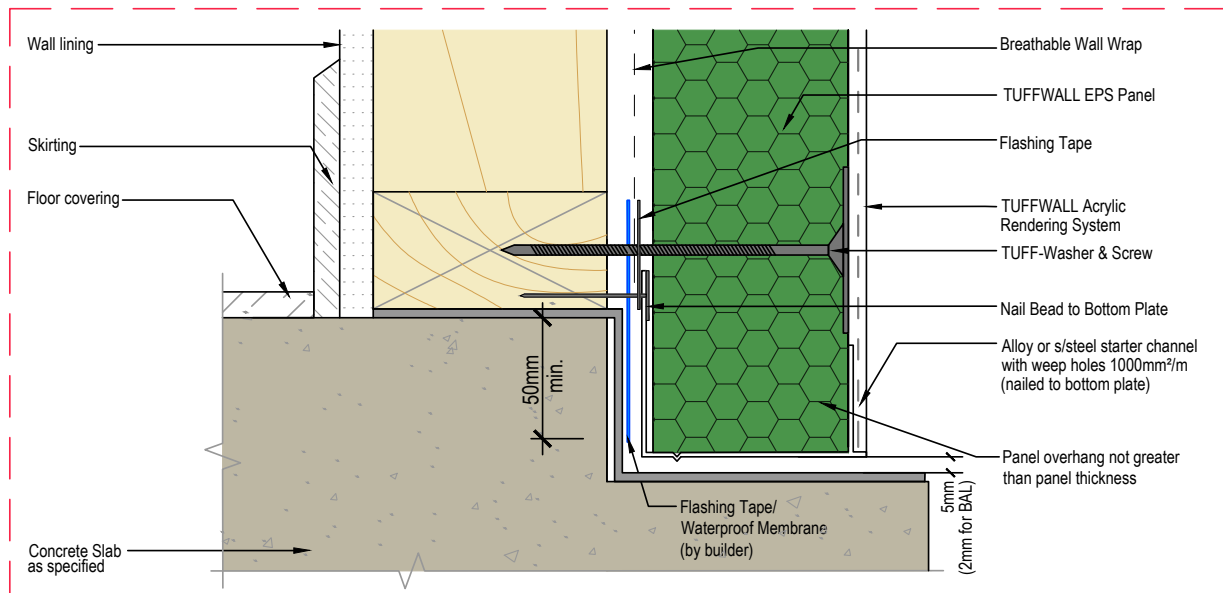 Wall lining
Skirting
Floor covering
Concrete Slab
as specified
50mm
min.
Flashing Tape/
Waterproof Membrane
(by builder)
Breathable Wall Wrap
TUFFWALL EPS Panel
Flashing Tape
TUFFWALL Acrylic
Rendering System
TUFF-Washer & Screw
Nail Bead to Bottom Plate
Alloy or s/steel starter channel
with weep holes 1000mm²/m
(nailed to bottom plate)
Panel overhang not greater
than panel thickness
5mm
(2mm for BAL)